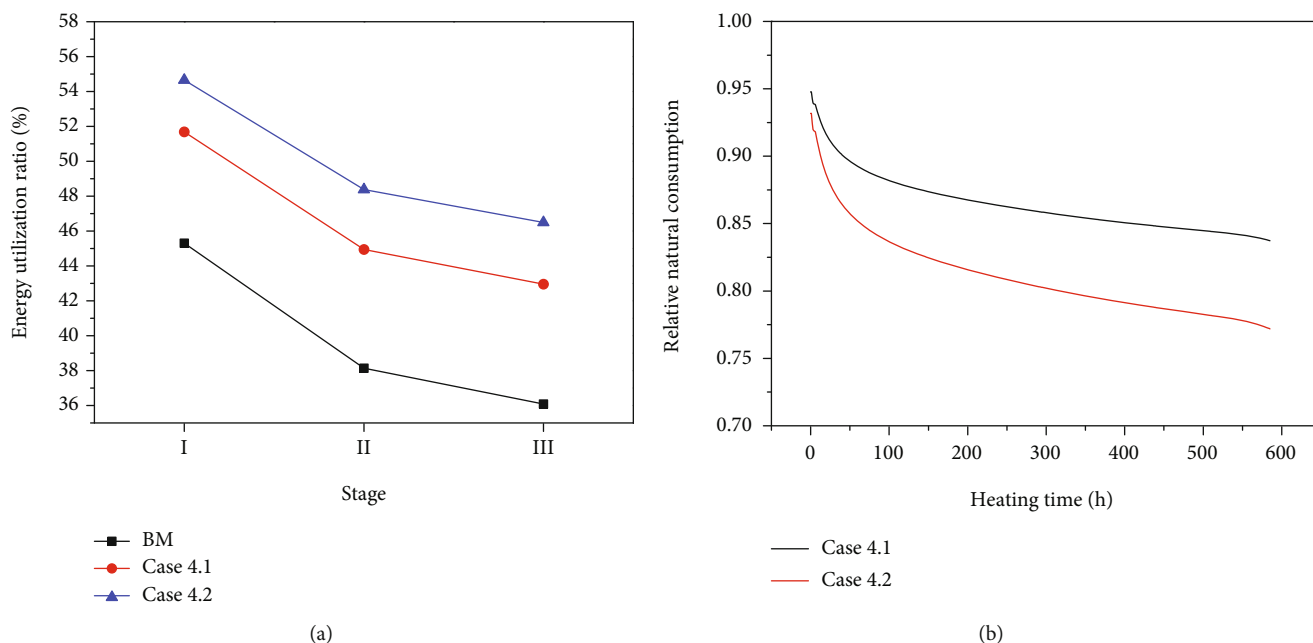 58
56
54
52
50
48
46
44
42
40
38
36
Energy utilization ratio (%)
I II III
Stage
BM
Case 4.1
Case 4.2
(a)
1.00
0.95
0.90
0.85
0.80
0.75
0.70
Relative natural consumption
0 100 200 300 400 500 600
Heating time (h)
Case 4.1
Case 4.2
(b)